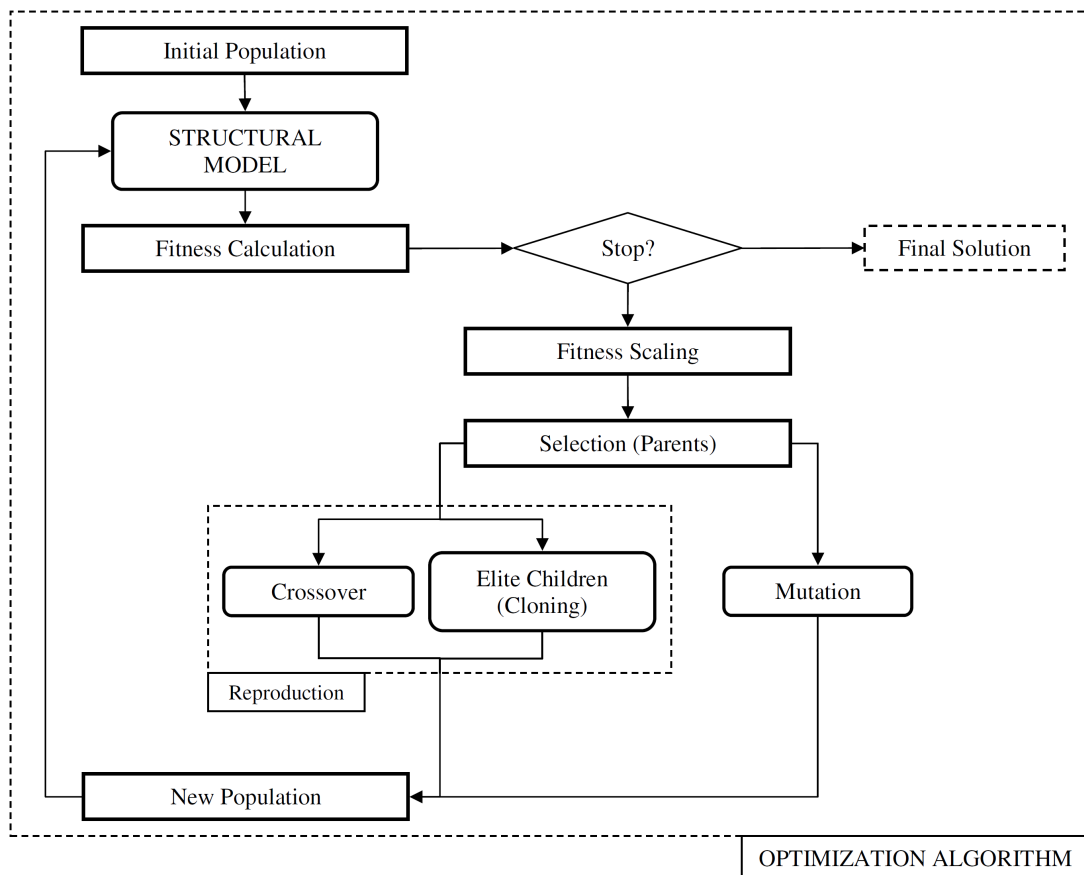 Initial Population
STRUCTURAL
MODEL
Fitness Calculation
Stop?
Final Solution
Fitness Scaling
Selection (Parents)
Crossover
Elite Children
(Cloning)
Mutation
Reproduction
New Population
OPTIMIZATION ALGORITHM